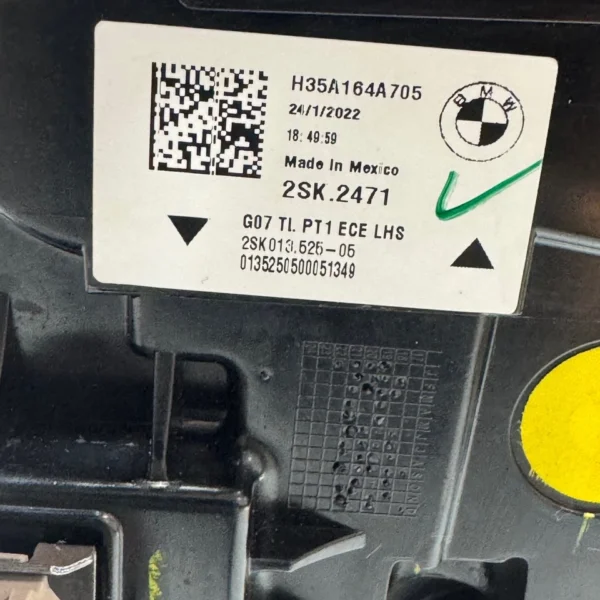 H35A164A705
BMW
24/1/2022
18:49:59
Made in Mexico
2SK.2471
G07 TL PT1 ECE LHS
2SK013.525-05
0135250500051349